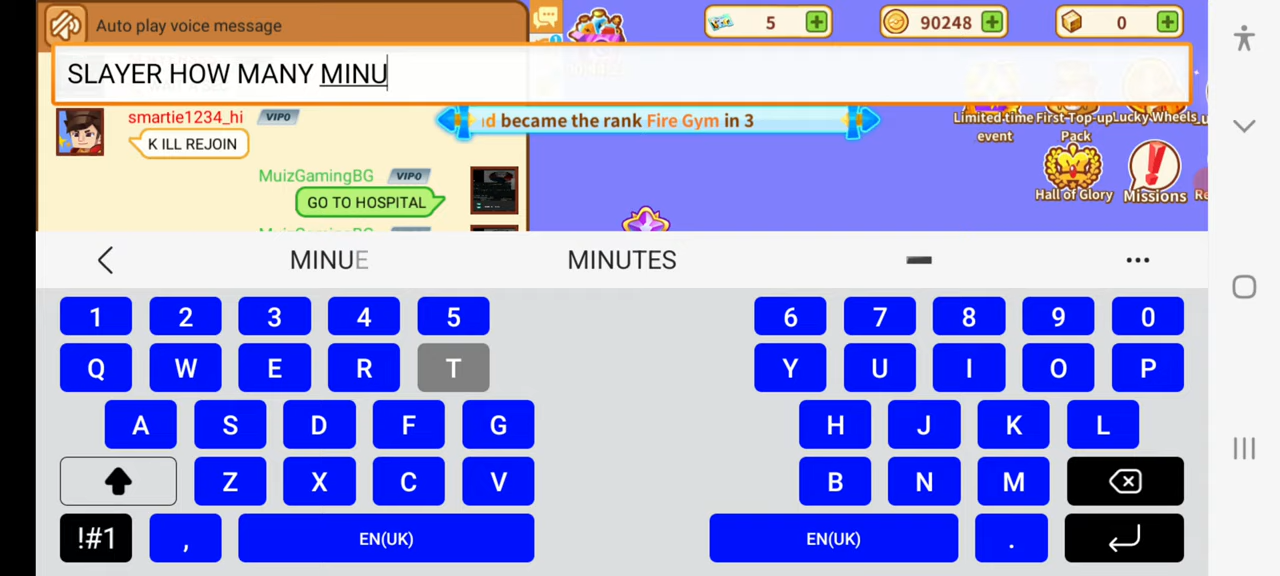 Auto play voice message
5
90248
0
SLAYER HOW MANY MINU
smartie1234_hi VIP0
K ILL REJOIN
MuizGamingBG VIP0
GO TO HOSPITAL
became the rank Fire Gym in 3
Limited time event
First Top-up Pack
Lucky Wheels
Hall of Glory
Missions
MINUE MINUTES
1 2 3 4 5 6 7 8 9 0
Q W E R T Y U I O P
A S D F G H J K L
Z X C V B N M
!#1 , EN(UK) EN(UK) .